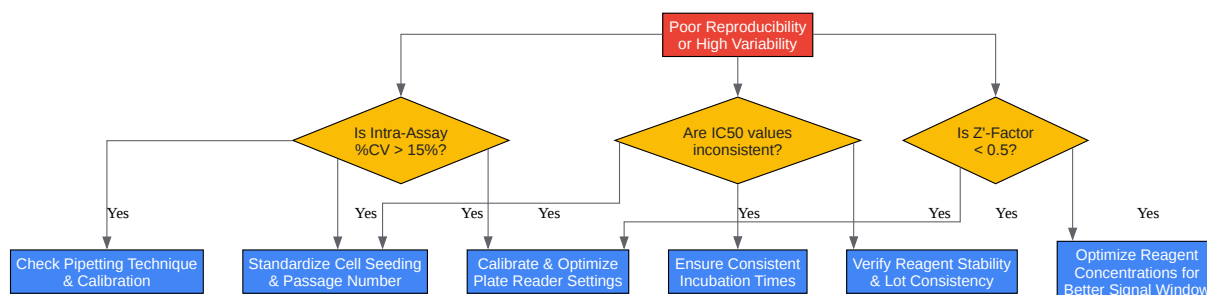 Poor Reproducibility
or High Variability
Is Intra-Assay
%CV > 15%?
Are IC50 values
inconsistent?
Is Z'-Factor
< 0.5?
Yes
Yes
Yes
Yes
Yes
Yes
Yes
Yes
Check Pipetting Technique
& Calibration
Standardize Cell Seeding
& Passage Number
Calibrate & Optimize
Plate Reader Settings
Ensure Consistent
Incubation Times
Verify Reagent Stability
& Lot Consistency
Optimize Reagent
Concentrations for
Better Signal Window